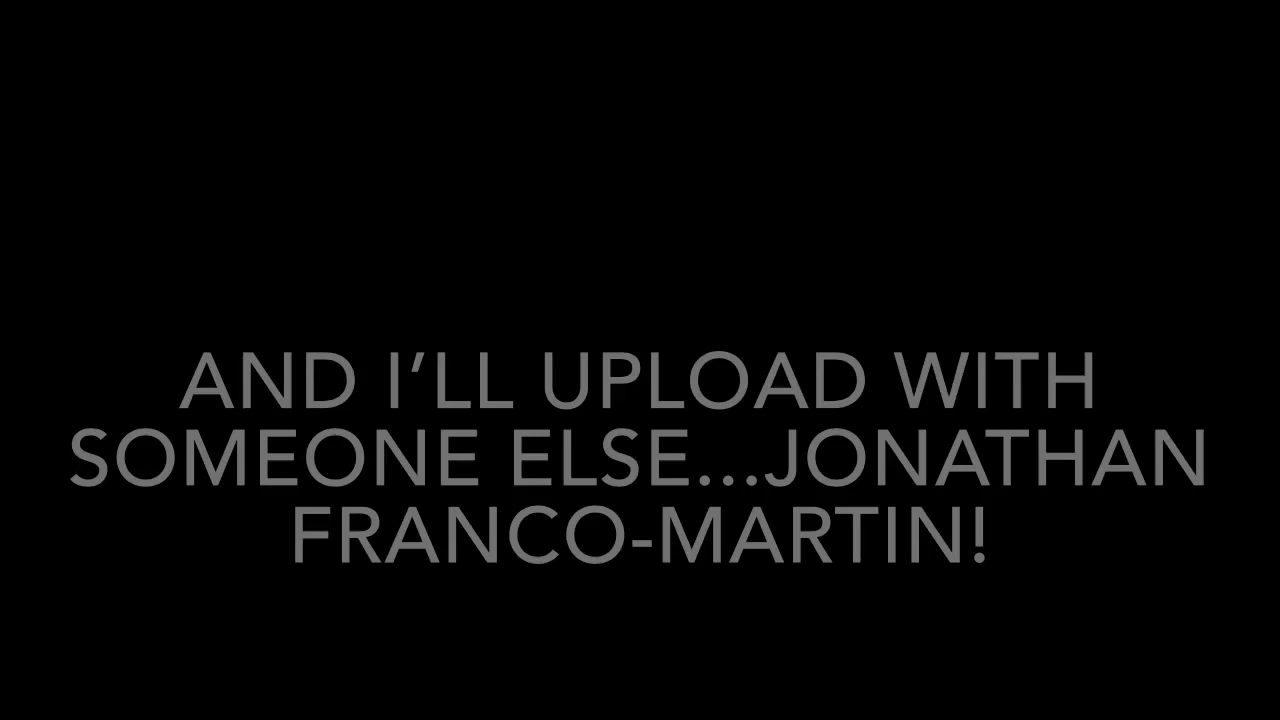 AND I’LL UPLOAD WITH
SOMEONE ELSE...JONATHAN
FRANCO-MARTIN!